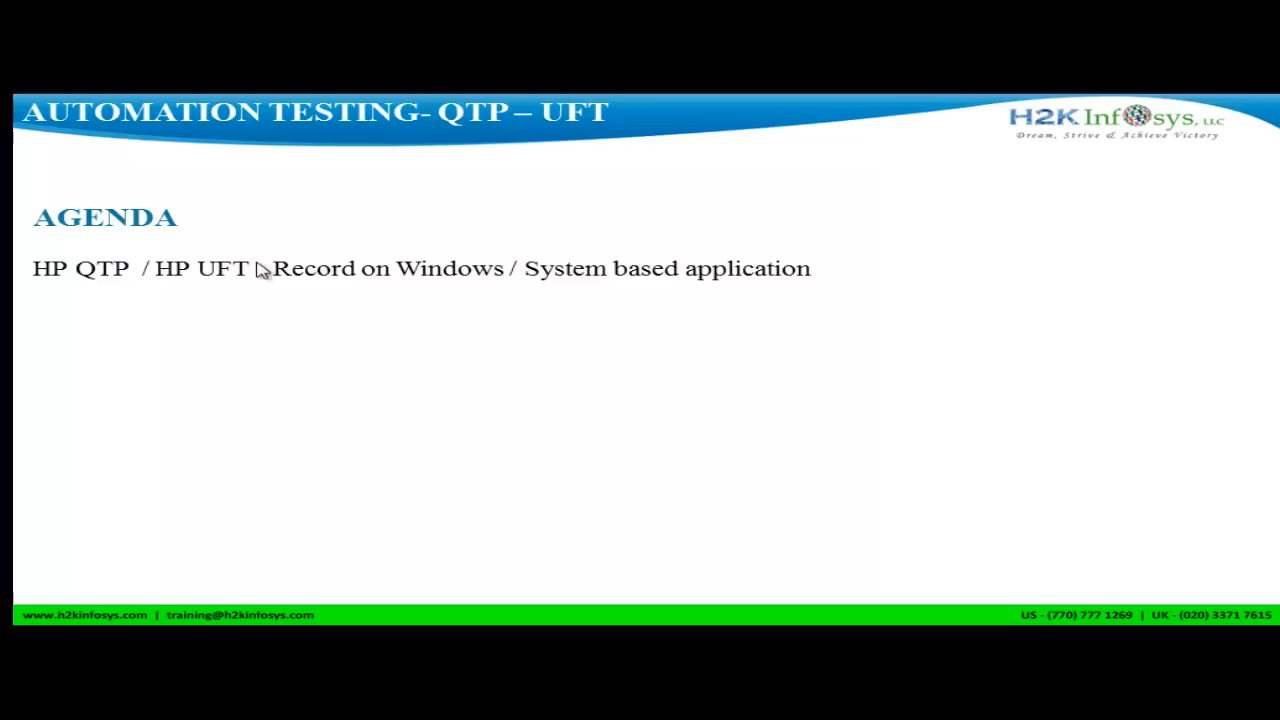 AUTOMATION TESTING- QTP – UFT
H2K Infosys, LLC
Dream, Strive & Achieve Victory
AGENDA
HP QTP / HP UFT Record on Windows / System based application
www.h2kinfosys.com | training@h2kinfosys.com
US - (770) 777 1269 | UK - (020) 3371 7615